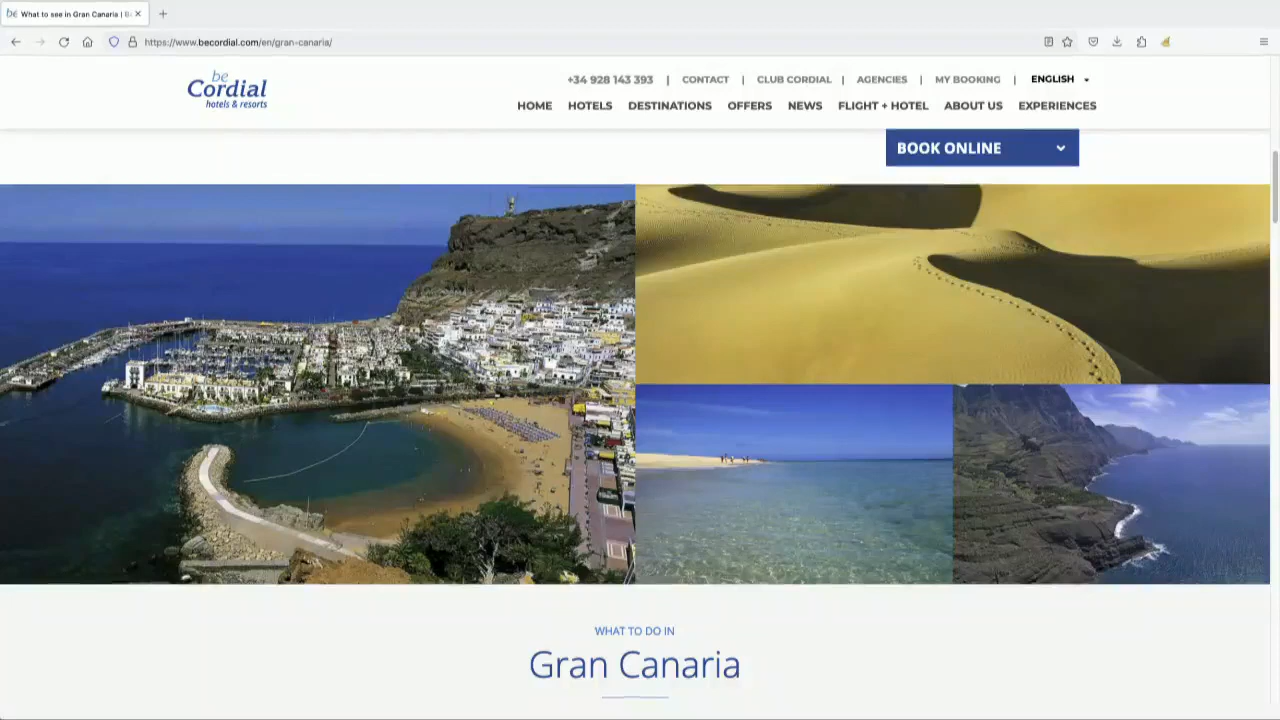 What to see in Gran Canaria | B
https://www.becordial.com/en/gran-canaria/
be
Cordial
hotels & resorts
+34 928 143 393 | CONTACT | CLUB CORDIAL | AGENCIES | MY BOOKING | ENGLISH
HOME HOTELS DESTINATIONS OFFERS NEWS FLIGHT + HOTEL ABOUT US EXPERIENCES
BOOK ONLINE
WHAT TO DO IN
Gran Canaria